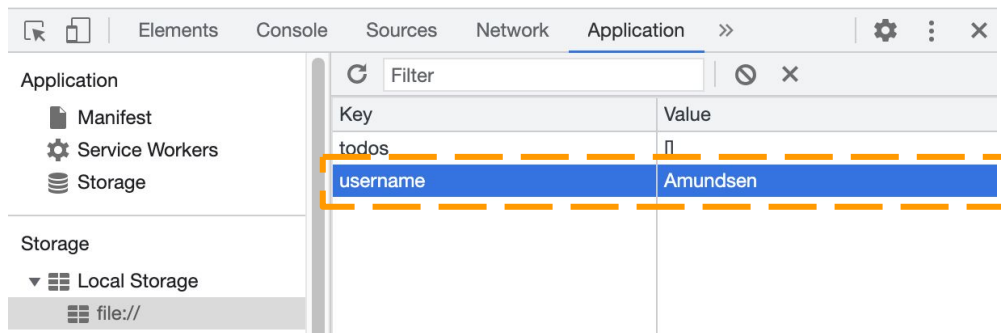 Elements Console Sources Network Application »
Application
Manifest
Service Workers
Storage
Storage
Local Storage
file://
Filter
Key Value
todos []
username Amundsen